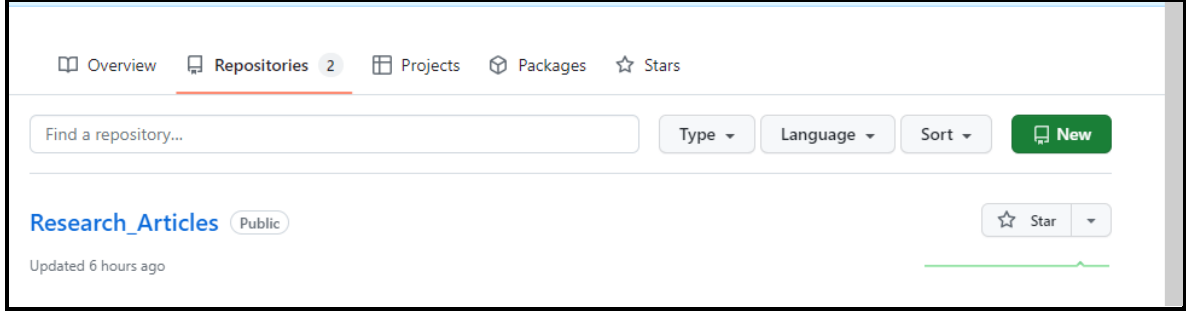 Overview Repositories 2 Projects Packages Stars
Find a repository... Type Language Sort New
Research_Articles Public Star
Updated 6 hours ago